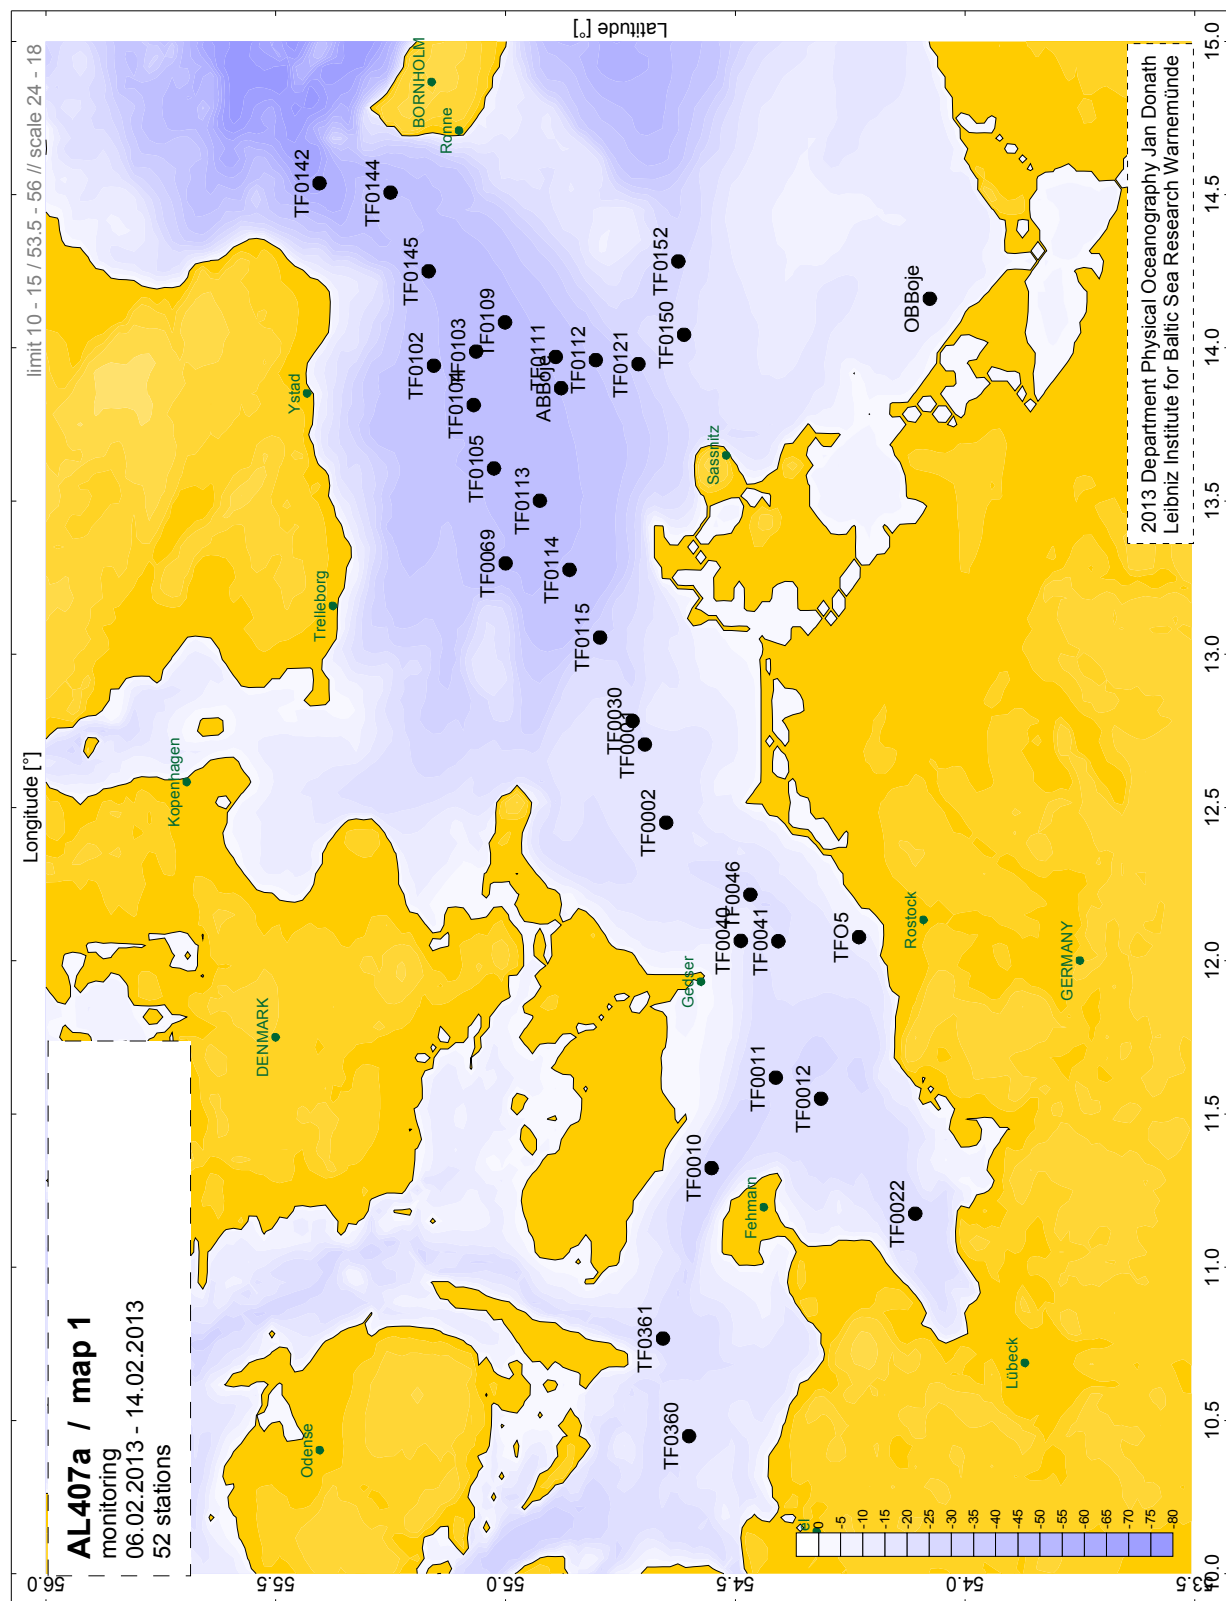 AL407a / map 1
monitoring
06.02.2013 - 14.02.2013
52 stations
Longitude [°]
limit 10 - 15 / 53.5 - 56 // scale 24 - 18
Latitude [°]
56.0
55.5
55.0
54.5
54.0
53.5
10.0
10.5
11.0
11.5
12.0
12.5
13.0
13.5
14.0
14.5
15.0
Odense
DENMARK
Kopenhagen
Trelleborg
Ystad
BORNHOLM
Ronne
Sassnitz
Gedser
Fehmarn
Rostock
GERMANY
Lübeck
TF0142
TF0144
TF0145
TF0102
TF0103
TF0109
TF0104
TF0105
TF0111
ABBoje
TF0112
TF0121
TF0150
TF0152
OBBoje
TF0113
TF0069
TF0114
TF0115
TF0030
TF0002
TF0046
TF0040
TF0041
TFO5
TF0011
TF0012
TF0010
TF0022
TF0361
TF0360
0
-5
-10
-15
-20
-25
-30
-35
-40
-45
-50
-55
-60
-65
-70
-75
-80
2013 Department Physical Oceanography Jan Donath
Leibniz Institute for Baltic Sea Research Warnemünde